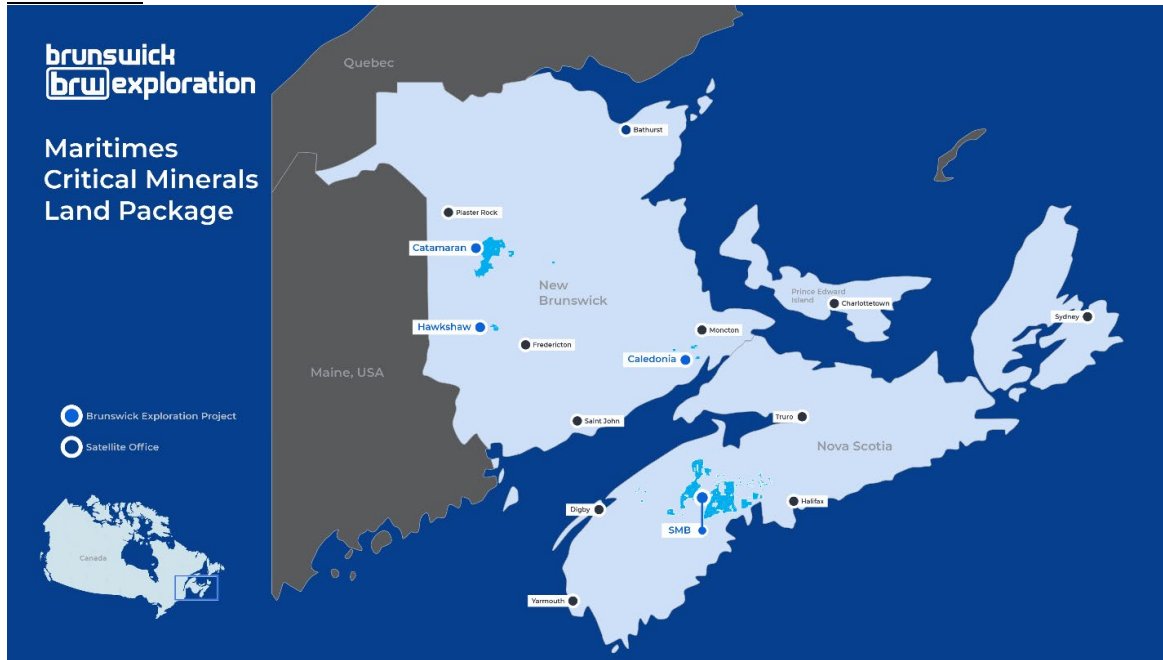 brunswick
brw exploration
Maritimes
Critical Minerals
Land Package
Quebec
Bathurst
Plaster Rock
Catamaran
New
Brunswick
Prince Edward
Island
Charlottetown
Sydney
Hawkshaw
Moncton
Fredericton
Caledonia
Maine, USA
Brunswick Exploration Project
Satellite Office
Saint John
Truro
Nova Scotia
Halifax
Digby
SMB
Canada
Yarmouth